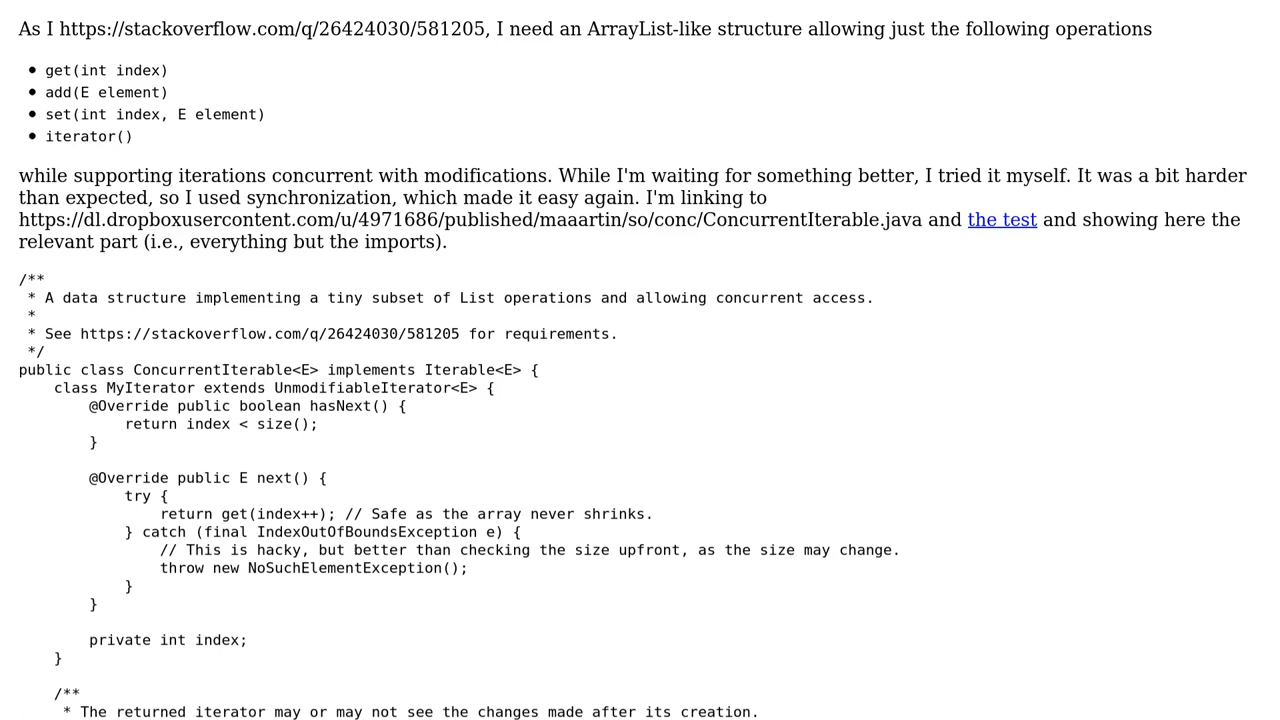 As I https://stackoverflow.com/q/26424030/581205, I need an ArrayList-like structure allowing just the following operations
• get(int index)
• add(E element)
• set(int index, E element)
• iterator()
while supporting iterations concurrent with modifications. While I'm waiting for something better, I tried it myself. It was a bit harder
than expected, so I used synchronization, which made it easy again. I'm linking to
https://dl.dropboxusercontent.com/u/4971686/published/maaartin/so/conc/ConcurrentIterable.java and the test and showing here the
relevant part (i.e., everything but the imports).
/**
 * A data structure implementing a tiny subset of List operations and allowing concurrent access.
 *
 * See https://stackoverflow.com/q/26424030/581205 for requirements.
 */
public class ConcurrentIterable<E> implements Iterable<E> {
    class MyIterator extends UnmodifiableIterator<E> {
        @Override public boolean hasNext() {
            return index < size();
        }

        @Override public E next() {
            try {
                return get(index++); // Safe as the array never shrinks.
            } catch (final IndexOutOfBoundsException e) {
                // This is hacky, but better than checking the size upfront, as the size may change.
                throw new NoSuchElementException();
            }
        }

        private int index;
    }

    /**
     * The returned iterator may or may not see the changes made after its creation.